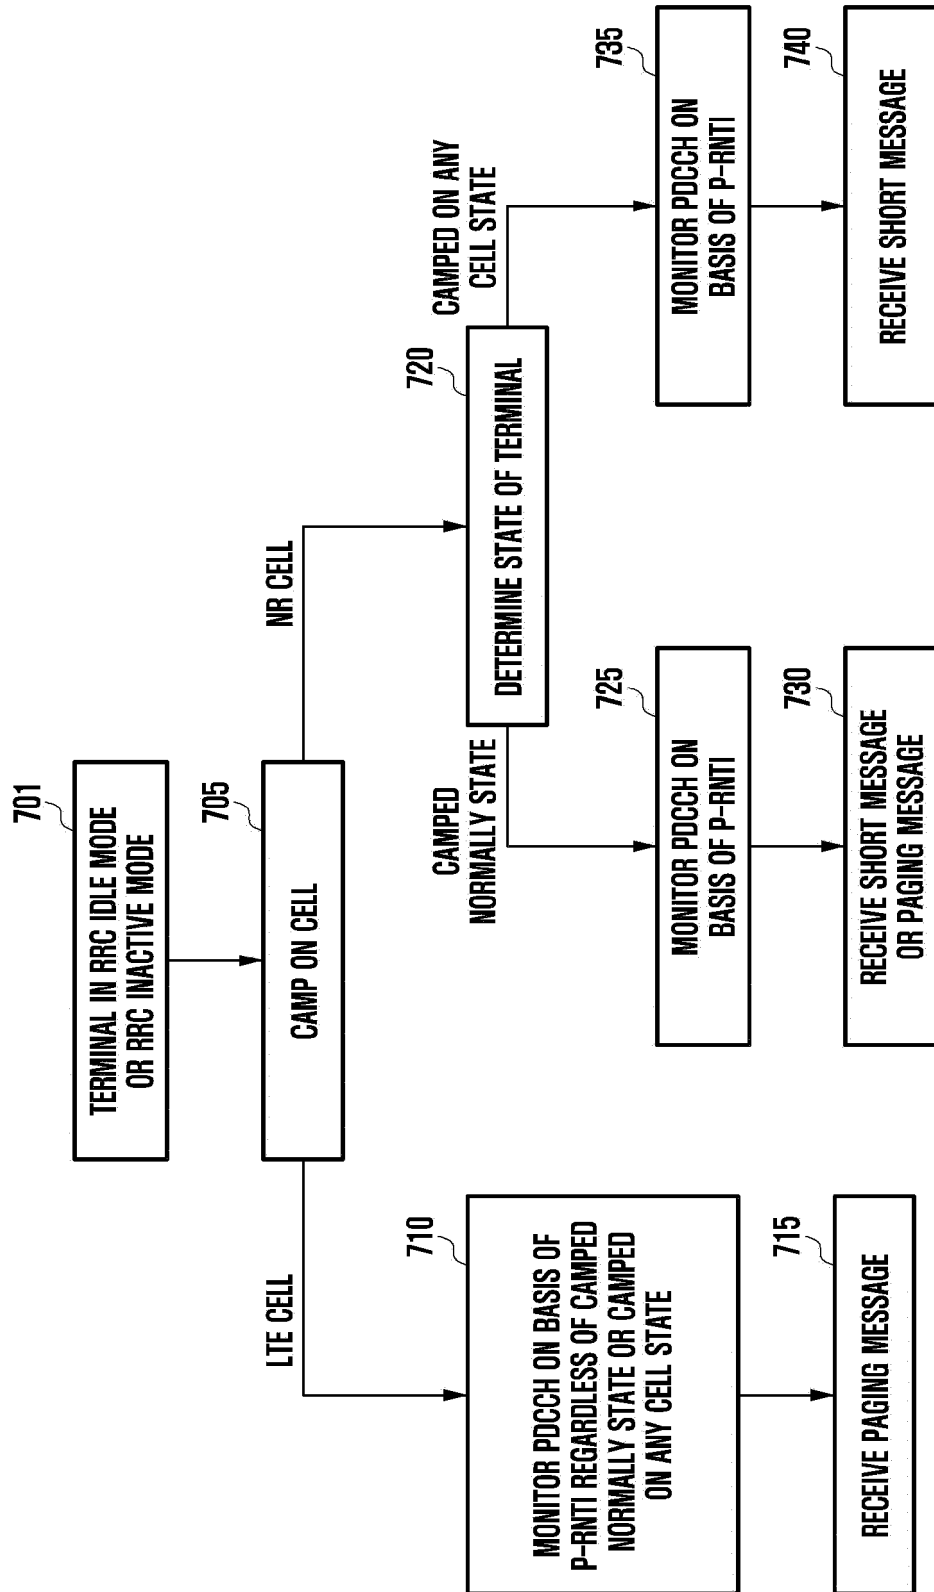 701
TERMINAL IN RRC IDLE MODE
OR RRC INACTIVE MODE
705
CAMP ON CELL
LTE CELL
NR CELL
710
MONITOR PDCCH ON BASIS OF
P-RNTI REGARDLESS OF CAMPED
NORMALLY STATE OR CAMPED
ON ANY CELL STATE
715
RECEIVE PAGING MESSAGE
720
DETERMINE STATE OF TERMINAL
CAMPED
NORMALLY STATE
CAMPED ON ANY
CELL STATE
725
MONITOR PDCCH ON
BASIS OF P-RNTI
730
RECEIVE SHORT MESSAGE
OR PAGING MESSAGE
735
MONITOR PDCCH ON
BASIS OF P-RNTI
740
RECEIVE SHORT MESSAGE